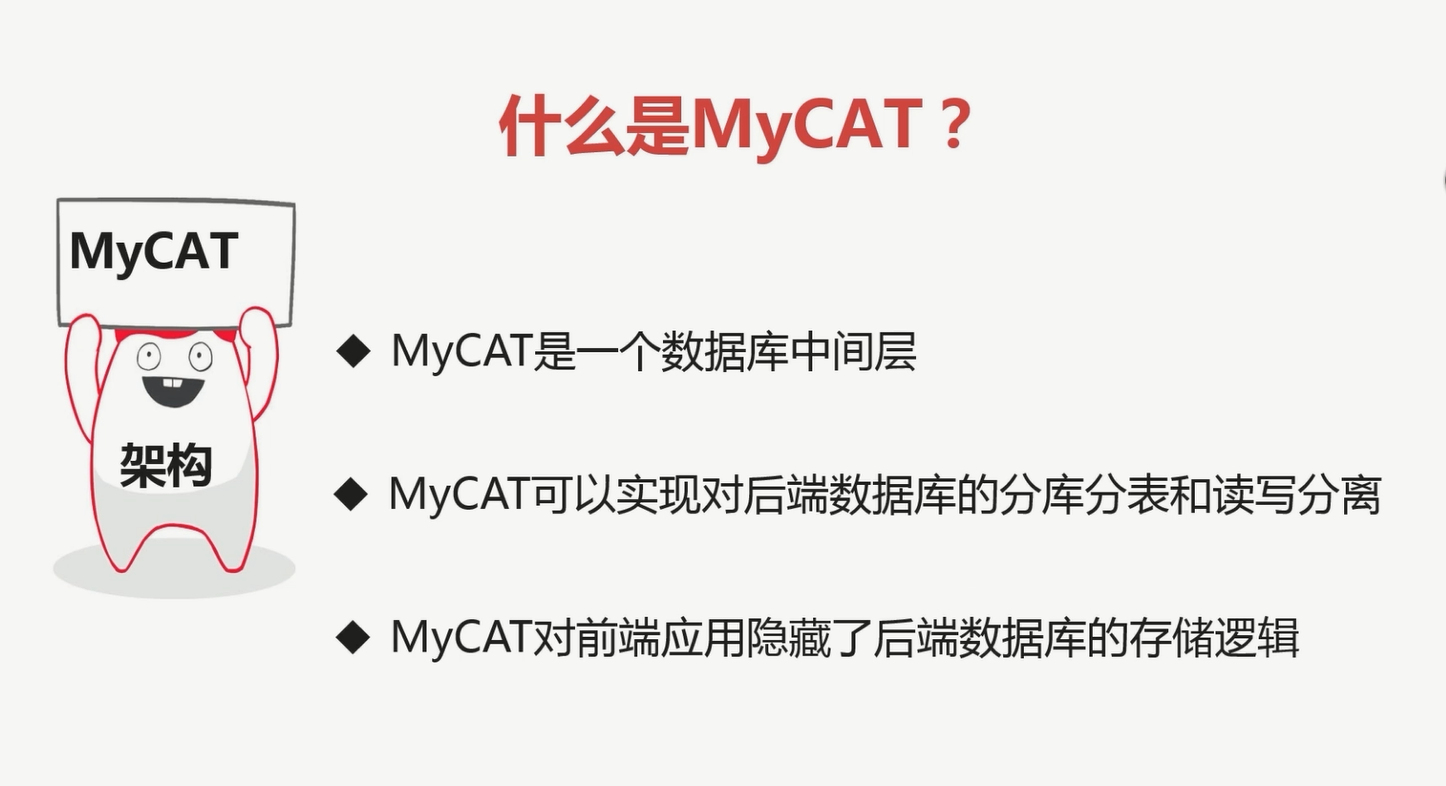 什么是MyCAT？
MyCAT
架构
◆ MyCAT是一个数据库中间层
◆ MyCAT可以实现对后端数据库的分库分表和读写分离
◆ MyCAT对前端应用隐藏了后端数据库的存储逻辑